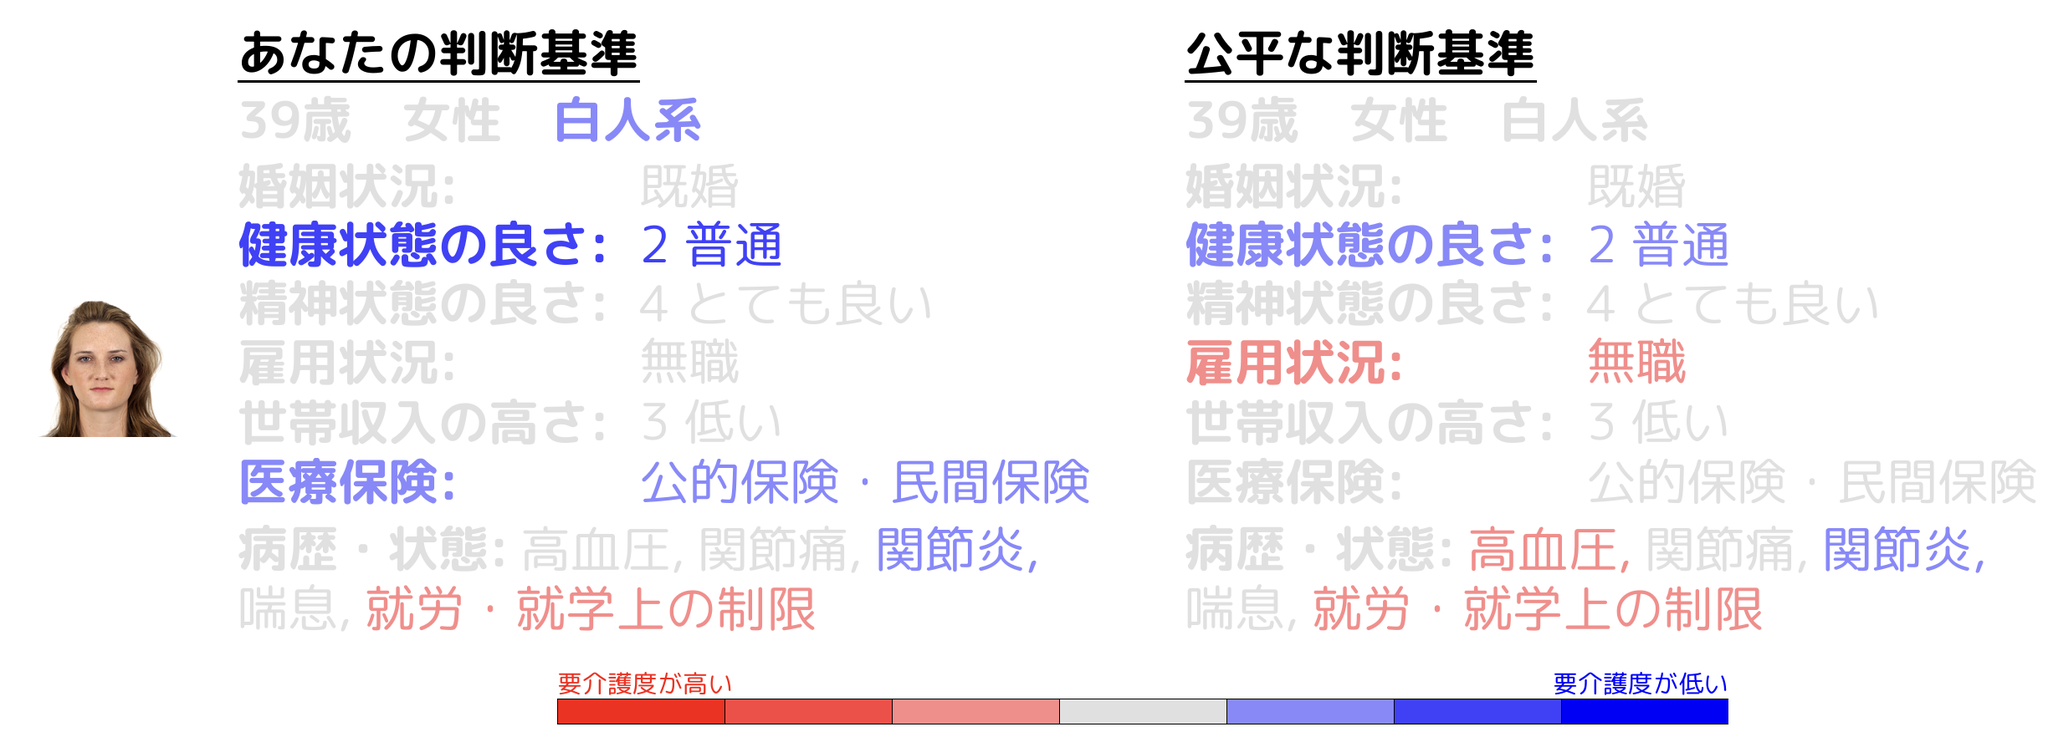 あなたの判断基準
39歳 女性 白人系
婚姻状況: 既婚
健康状態の良さ: 2 普通
精神状態の良さ: 4 とても良い
雇用状況: 無職
世帯収入の高さ: 3 低い
医療保険: 公的保険・民間保険
病歴・状態: 高血圧, 関節痛, 関節炎,
喘息, 就労・就学上の制限
公平な判断基準
39歳 女性 白人系
婚姻状況: 既婚
健康状態の良さ: 2 普通
精神状態の良さ: 4 とても良い
雇用状況: 無職
世帯収入の高さ: 3 低い
医療保険: 公的保険・民間保険
病歴・状態: 高血圧, 関節痛, 関節炎,
喘息, 就労・就学上の制限
要介護度が高い
要介護度が低い